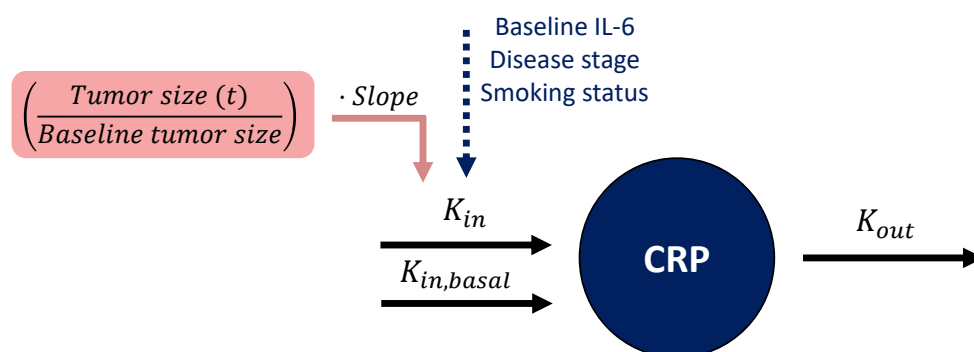 Baseline IL-6
Disease stage
Smoking status
(Tumor size (t) / Baseline tumor size)
· Slope
K_in
K_in,basal
CRP
K_out